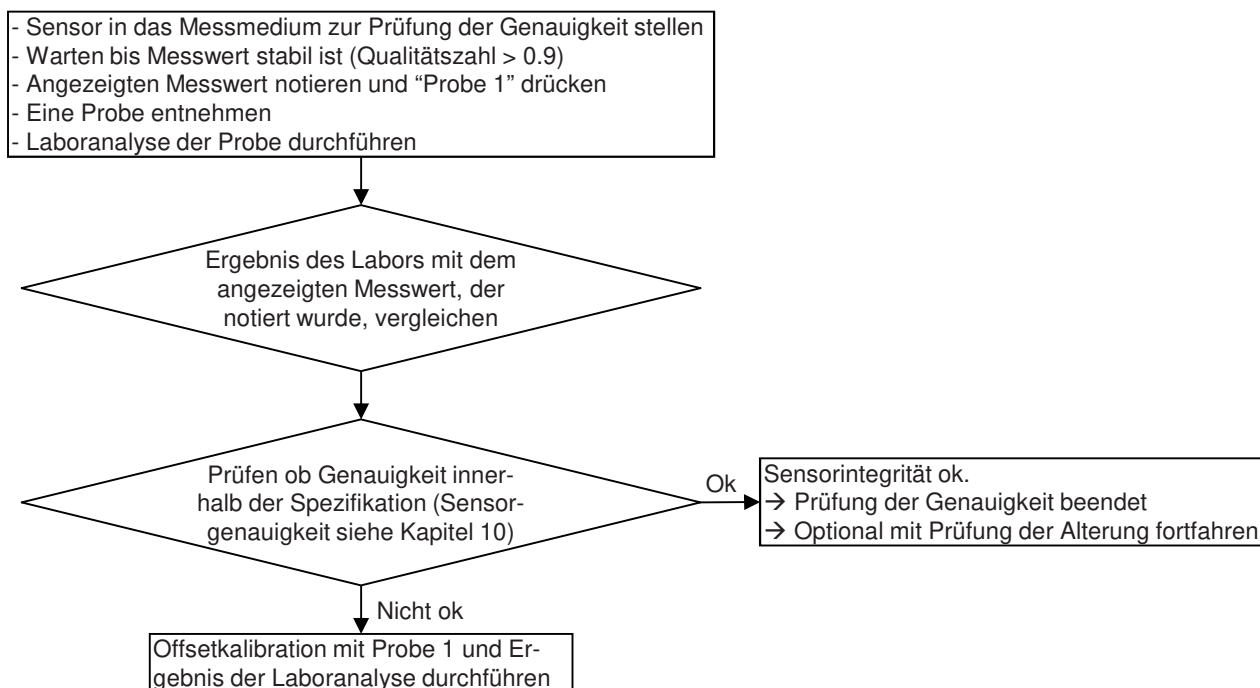 - Sensor in das Messmedium zur Prüfung der Genauigkeit stellen
- Warten bis Messwert stabil ist (Qualitätszahl > 0.9)
- Angezeigten Messwert notieren und “Probe 1” drücken
- Eine Probe entnehmen
- Laboranalyse der Probe durchführen
Ergebnis des Labors mit dem
angezeigten Messwert, der
notiert wurde, vergleichen
Prüfen ob Genauigkeit inner-
halb der Spezifikation (Sensor-
genauigkeit siehe Kapitel 10)
Ok
Sensorintegrität ok.
→ Prüfung der Genauigkeit beendet
→ Optional mit Prüfung der Alterung fortfahren
Nicht ok
Offsetkalibration mit Probe 1 und Er-
gebnis der Laboranalyse durchführen